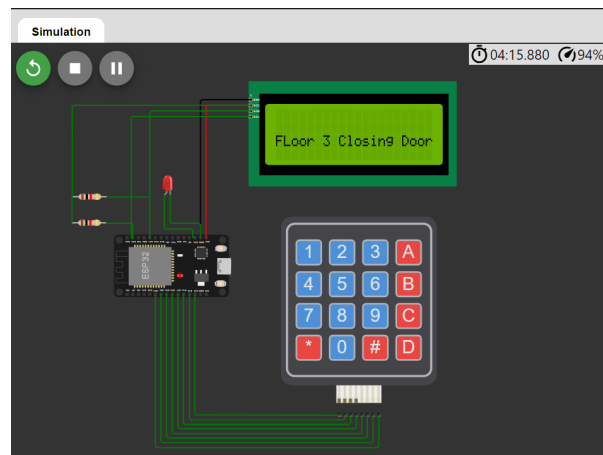 Simulation
04:15.880 94%
FLoor 3 Closing Door
ESP32
1 2 3 A
4 5 6 B
7 8 9 C
* 0 # D